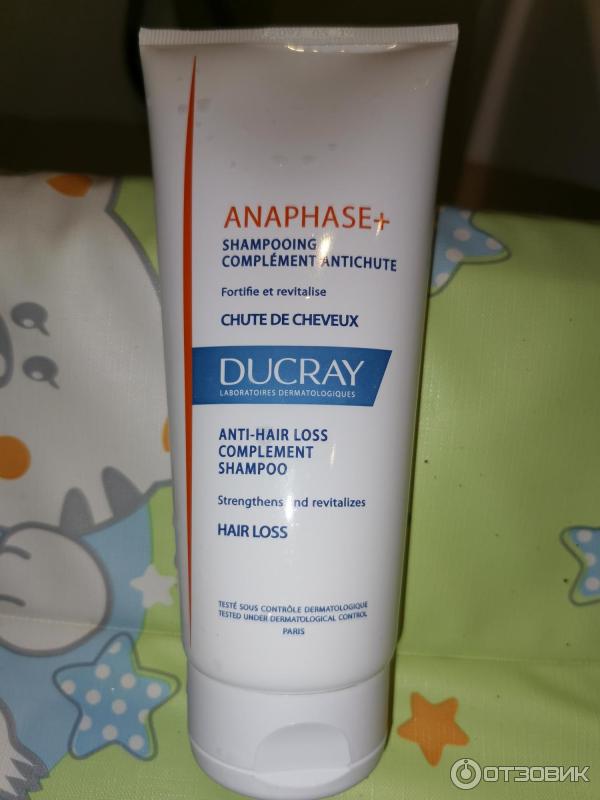 ANAPHASE+
SHAMPOOING
COMPLÉMENT ANTICHUTE
Fortifie et revitalise
CHUTE DE CHEVEUX
DUCRAY
LABORATOIRES DERMATOLOGIQUES
ANTI-HAIR LOSS
COMPLEMENT
SHAMPOO
Strengthens and revitalizes
HAIR LOSS
TESTÉ SOUS CONTRÔLE DERMATOLOGIQUE
TESTED UNDER DERMATOLOGICAL CONTROL
PARIS
ОТЗОВИК